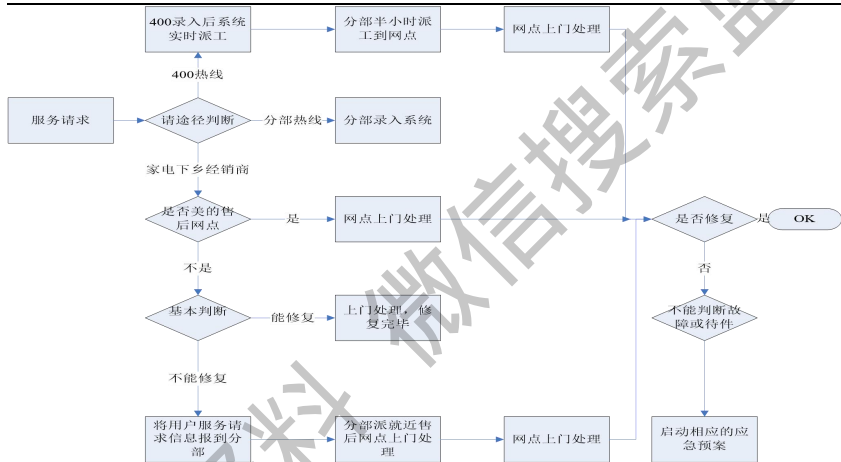 400录入后系统
实时派工
分部半小时派
工到网点
网点上门处理
400热线
服务请求
请途径判断
分部热线
分部录入系统
家电下乡经销商
是否美的售
后网点
是
网点上门处理
是否修复
是
OK
不是
否
基本判断
能修复
上门处理，修
复完毕
不能判断故
障或待件
不能修复
将用户服务请
求信息报到分
部
分部派就近售
后网点上门处
理
网点上门处理
启动相应的应
急预案
资料
微信搜索